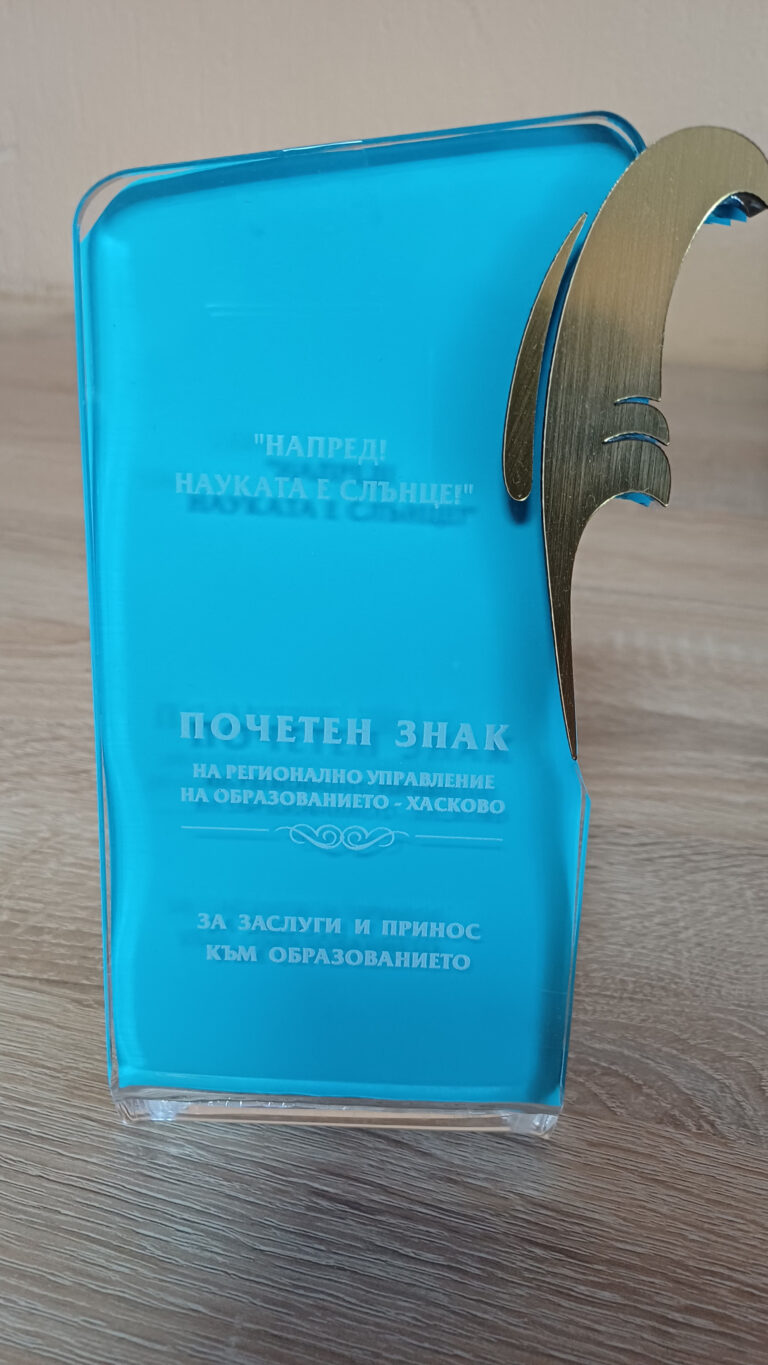 "НАПРЕД!
НАУКАТА Е СЛЪНЦЕ!"
ПОЧЕТЕН ЗНАК
НА РЕГИОНАЛНО УПРАВЛЕНИЕ
НА ОБРАЗОВАНИЕТО - ХАСКОВО
ЗА ЗАСЛУГИ И ПРИНОС
КЪМ ОБРАЗОВАНИЕТО